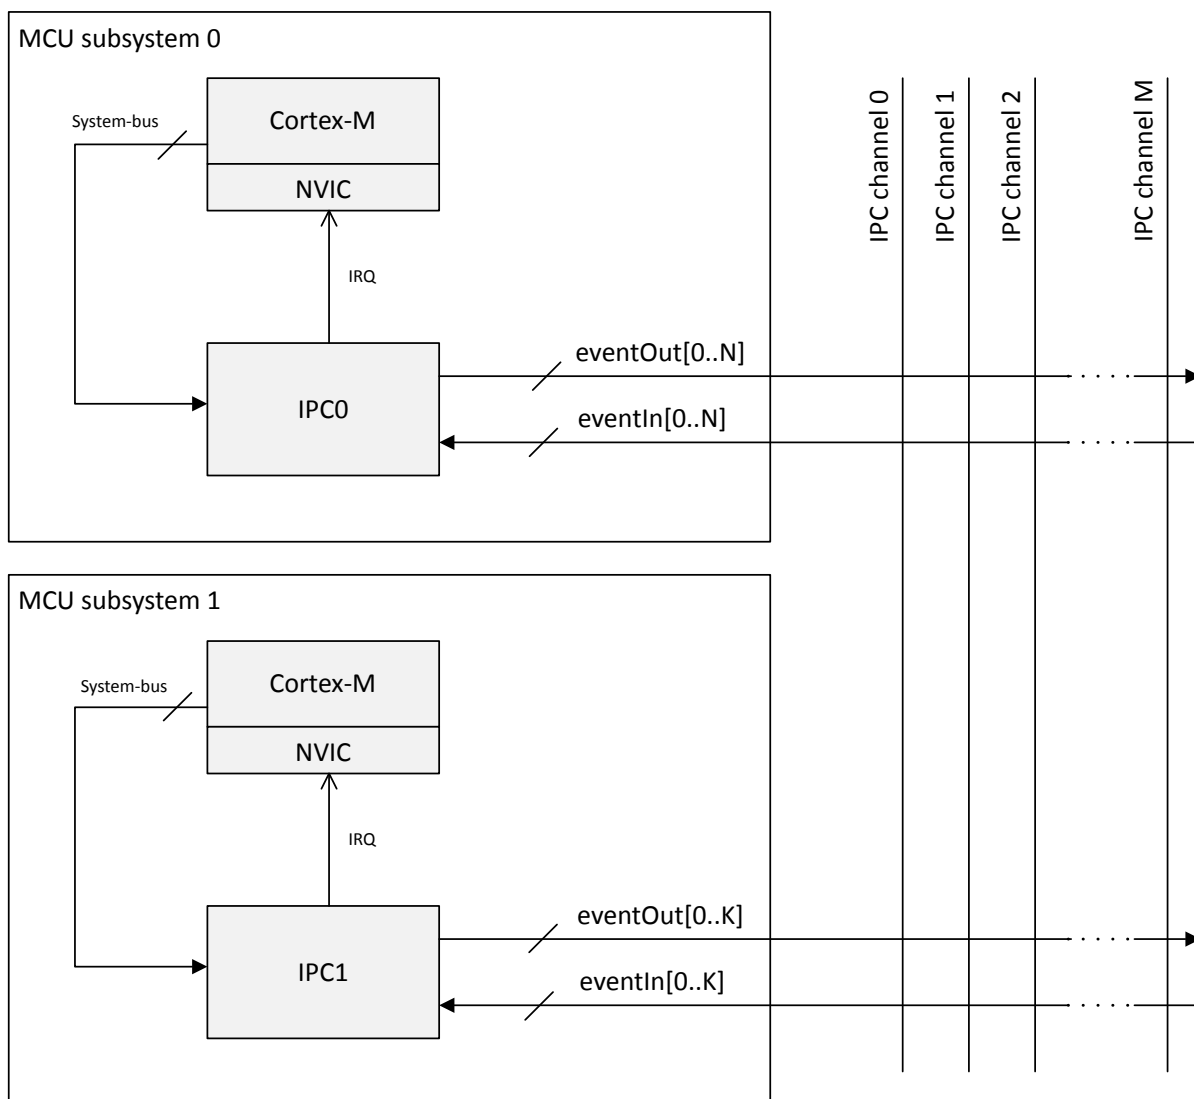 MCU subsystem 0
Cortex-M
System-bus
NVIC
IRQ
eventOut[0..N]
IPC0
eventIn[0..N]
IPC channel 0
IPC channel 1
IPC channel 2
IPC channel M
MCU subsystem 1
Cortex-M
System-bus
NVIC
IRQ
eventOut[0..K]
IPC1
eventIn[0..K]